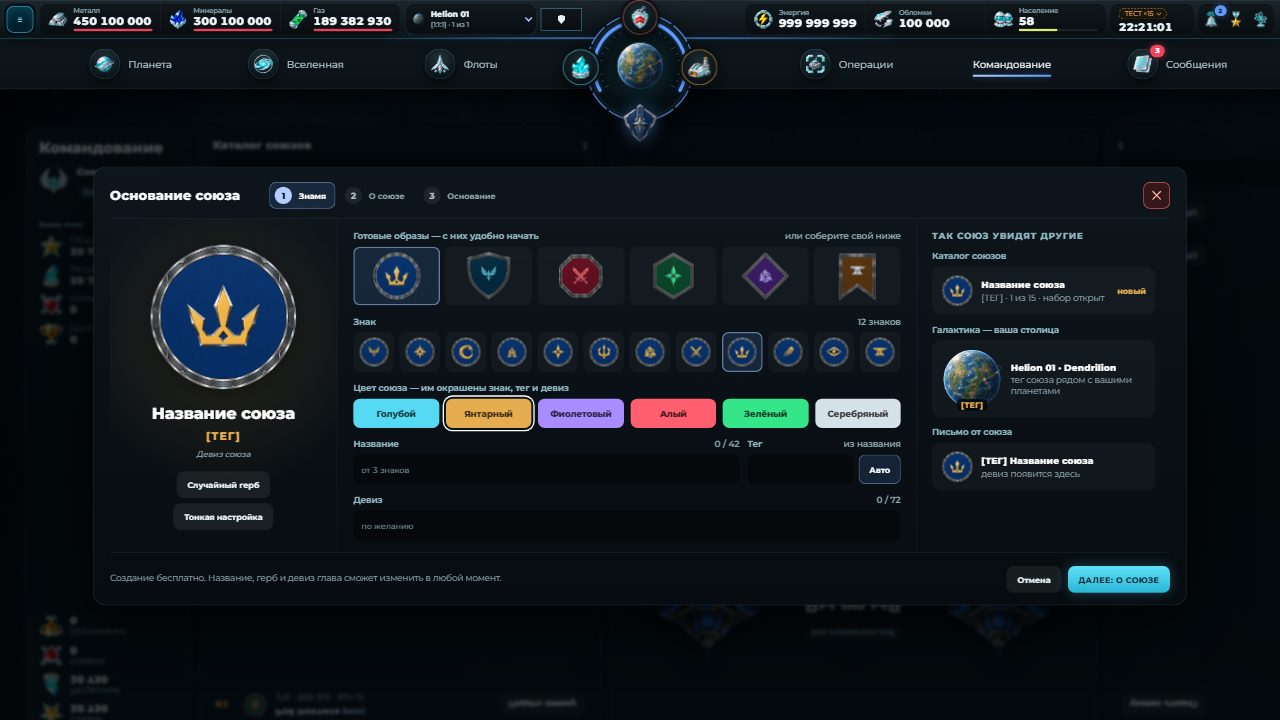 Металл
450 100 000
Минералы
300 100 000
Газ
189 382 930
Helion 01
[1:1:1] · 1 из 1
Энергия
999 999 999
Обломки
100 000
Население
58
ТЕСТ ×15
22:21:01
2
Планета
Вселенная
Флоты
Операции
Командование
3
Сообщения
Командование
Каталог союзов
Основание союза
1 Знамя
2 О союзе
3 Основание
Название союза
[ТЕГ]
Девиз союза
Случайный герб
Тонкая настройка
Готовые образы — с них удобно начать
или соберите свой ниже
Знак
12 знаков
Цвет союза — им окрашены знак, тег и девиз
Голубой
Янтарный
Фиолетовый
Алый
Зелёный
Серебряный
Название
0 / 42
Тег
из названия
от 3 знаков
Авто
Девиз
0 / 72
по желанию
ТАК СОЮЗ УВИДЯТ ДРУГИЕ
Каталог союзов
Название союза
[ТЕГ] · 1 из 15 · набор открыт
новый
Галактика — ваша столица
Helion 01 · Dendrilion
тег союза рядом с вашими
планетами
[ТЕГ]
Письмо от союза
[ТЕГ] Название союза
девиз появится здесь
Создание бесплатно. Название, герб и девиз глава сможет изменить в любой момент.
Отмена
ДАЛЕЕ: О СОЮЗЕ